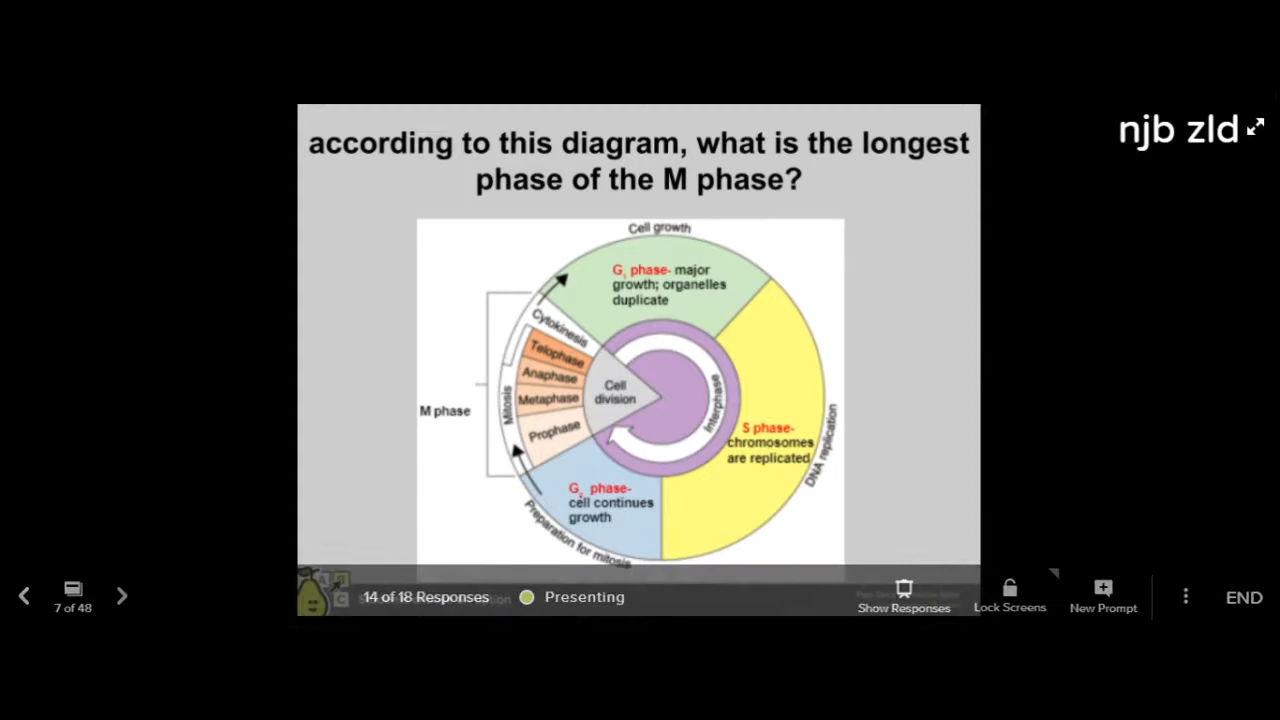 njb zld
according to this diagram, what is the longest
phase of the M phase?
Cell growth
G1 phase- major
growth; organelles
duplicate
Cytokinesis
Telophase
Anaphase
Metaphase
Prophase
Mitosis
M phase
Cell
division
Interphase
S phase-
chromosomes
are replicated
DNA replication
G2 phase-
cell continues
growth
Preparation for mitosis
7 of 48
14 of 18 Responses
Presenting
Show Responses
Lock Screens
New Prompt
END